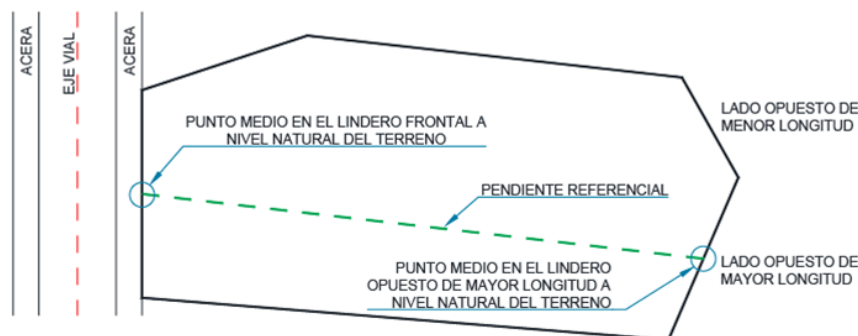 ACERA
EJE VIAL
ACERA
PUNTO MEDIO EN EL LINDERO FRONTAL A
NIVEL NATURAL DEL TERRENO
LADO OPUESTO DE
MENOR LONGITUD
PENDIENTE REFERENCIAL
PUNTO MEDIO EN EL LINDERO
OPUESTO DE MAYOR LONGITUD A
NIVEL NATURAL DEL TERRENO
LADO OPUESTO DE
MAYOR LONGITUD